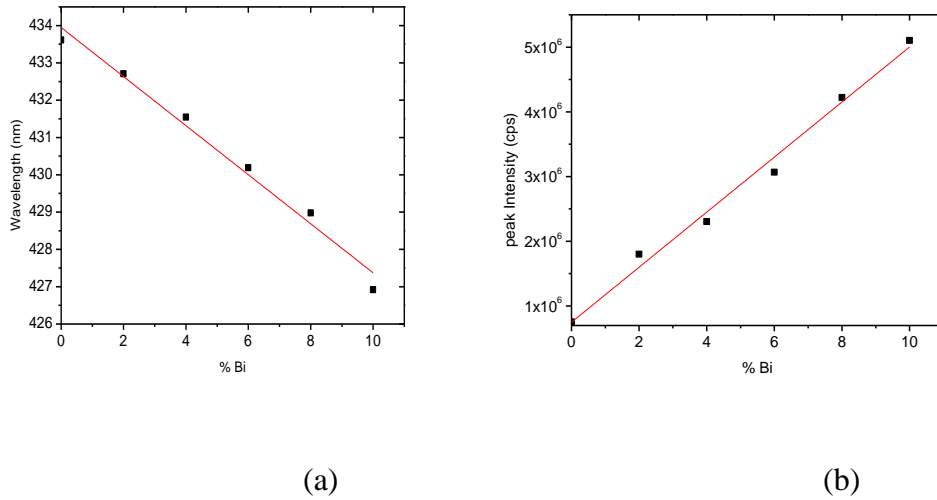 434
433
432
431
430
429
428
427
426
Wavelength (nm)
0 2 4 6 8 10
% Bi
5x10⁶
4x10⁶
3x10⁶
2x10⁶
1x10⁶
peak Intensity (cps)
0 2 4 6 8 10
% Bi
(a) (b)